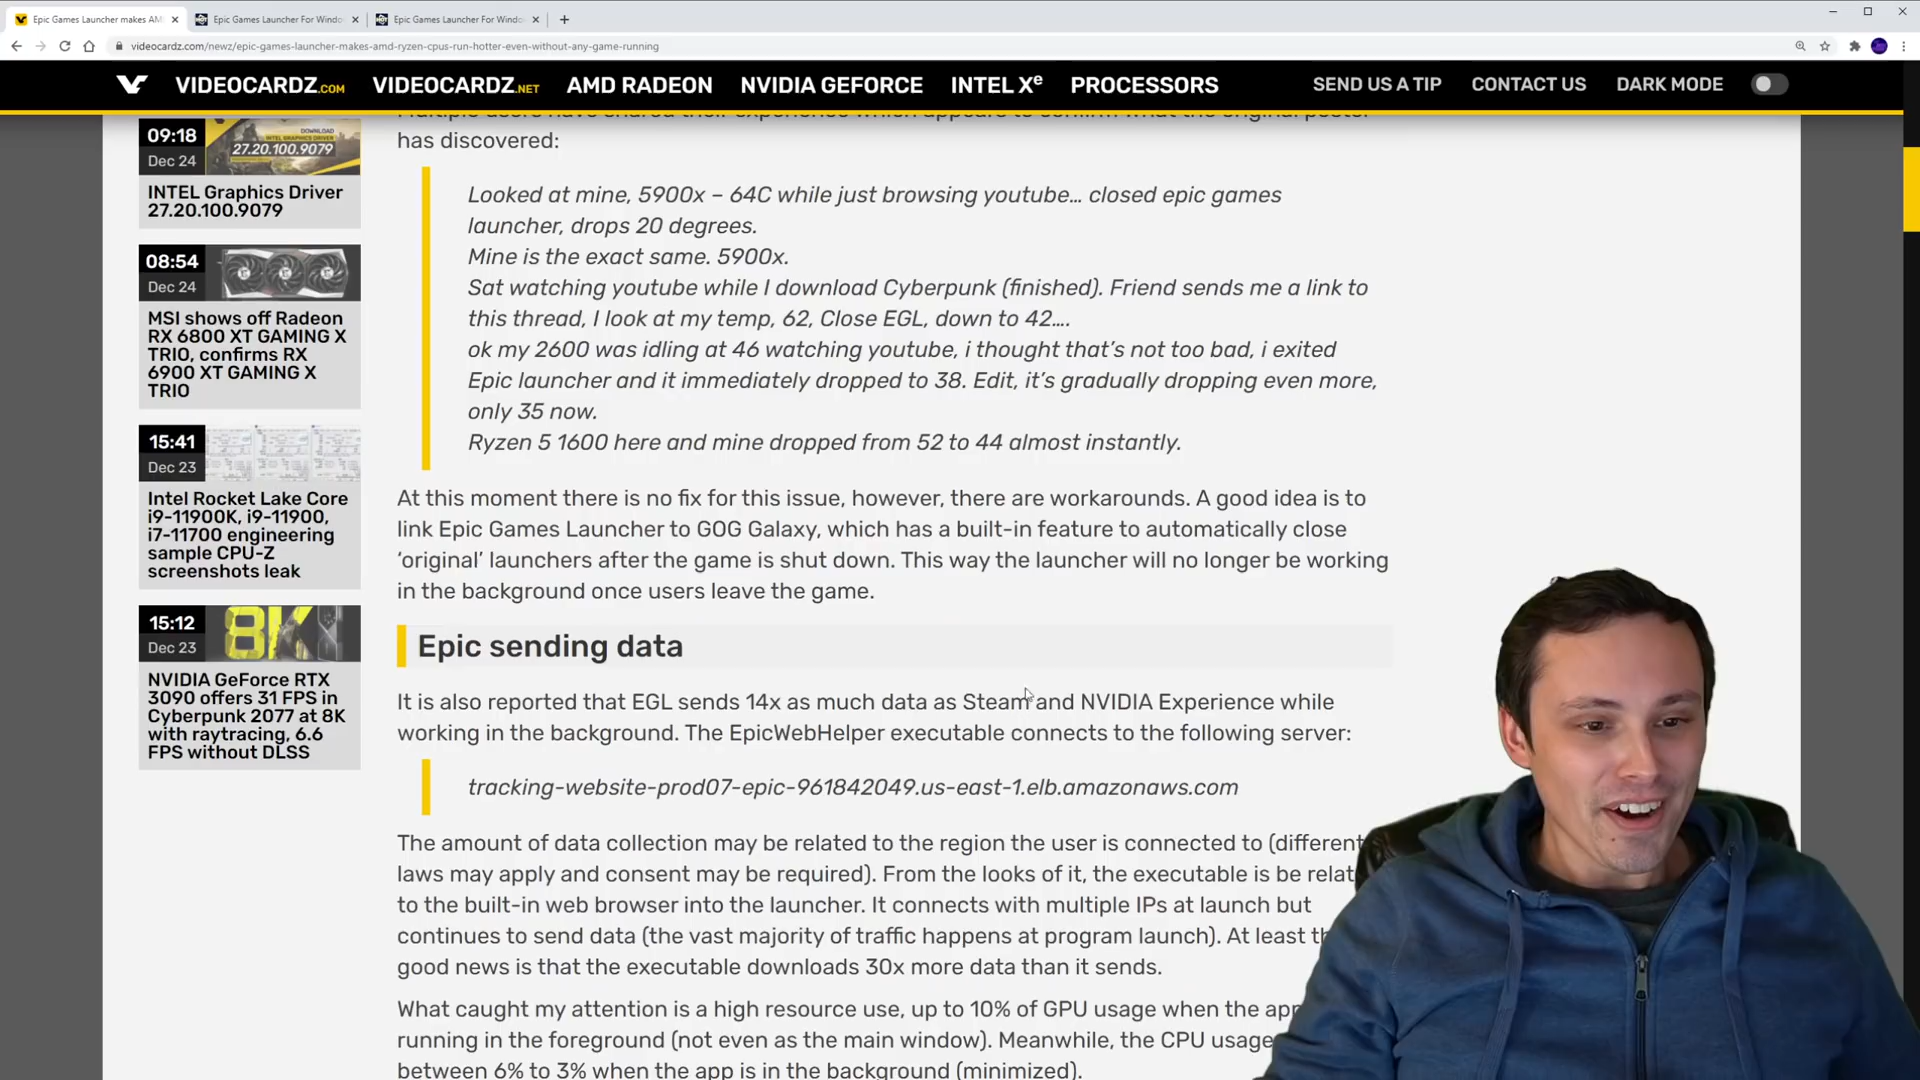 Epic Games Launcher makes AM
Epic Games Launcher For Windo
Epic Games Launcher For Windo
videocardz.com/newz/epic-games-launcher-makes-amd-ryzen-cpus-run-hotter-even-without-any-game-running
VIDEOCARDZ.COM
VIDEOCARDZ.NET
AMD RADEON
NVIDIA GEFORCE
INTEL Xe
PROCESSORS
SEND US A TIP
CONTACT US
DARK MODE
09:18
Dec 24
DOWNLOAD
INTEL GRAPHICS DRIVER
27.20.100.9079
INTEL Graphics Driver
27.20.100.9079
08:54
Dec 24
MSI shows off Radeon
RX 6800 XT GAMING X
TRIO, confirms RX
6900 XT GAMING X
TRIO
15:41
Dec 23
Intel Rocket Lake Core
i9-11900K, i9-11900,
i7-11700 engineering
sample CPU-Z
screenshots leak
15:12
Dec 23
8K
NVIDIA GeForce RTX
3090 offers 31 FPS in
Cyberpunk 2077 at 8K
with raytracing, 6.6
FPS without DLSS
Multiple users have shared their experience which appears to confirm what the original poster
has discovered:
Looked at mine, 5900x – 64C while just browsing youtube… closed epic games
launcher, drops 20 degrees.
Mine is the exact same. 5900x.
Sat watching youtube while I download Cyberpunk (finished). Friend sends me a link to
this thread, I look at my temp, 62, Close EGL, down to 42….
ok my 2600 was idling at 46 watching youtube, i thought that's not too bad, i exited
Epic launcher and it immediately dropped to 38. Edit, it's gradually dropping even more,
only 35 now.
Ryzen 5 1600 here and mine dropped from 52 to 44 almost instantly.
At this moment there is no fix for this issue, however, there are workarounds. A good idea is to
link Epic Games Launcher to GOG Galaxy, which has a built-in feature to automatically close
‘original’ launchers after the game is shut down. This way the launcher will no longer be working
in the background once users leave the game.
Epic sending data
It is also reported that EGL sends 14x as much data as Steam and NVIDIA Experience while
working in the background. The EpicWebHelper executable connects to the following server:
tracking-website-prod07-epic-961842049.us-east-1.elb.amazonaws.com
The amount of data collection may be related to the region the user is connected to (different
laws may apply and consent may be required). From the looks of it, the executable is be relat
to the built-in web browser into the launcher. It connects with multiple IPs at launch but
continues to send data (the vast majority of traffic happens at program launch). At least th
good news is that the executable downloads 30x more data than it sends.
What caught my attention is a high resource use, up to 10% of GPU usage when the app
running in the foreground (not even as the main window). Meanwhile, the CPU usage
between 6% to 3% when the app is in the background (minimized).